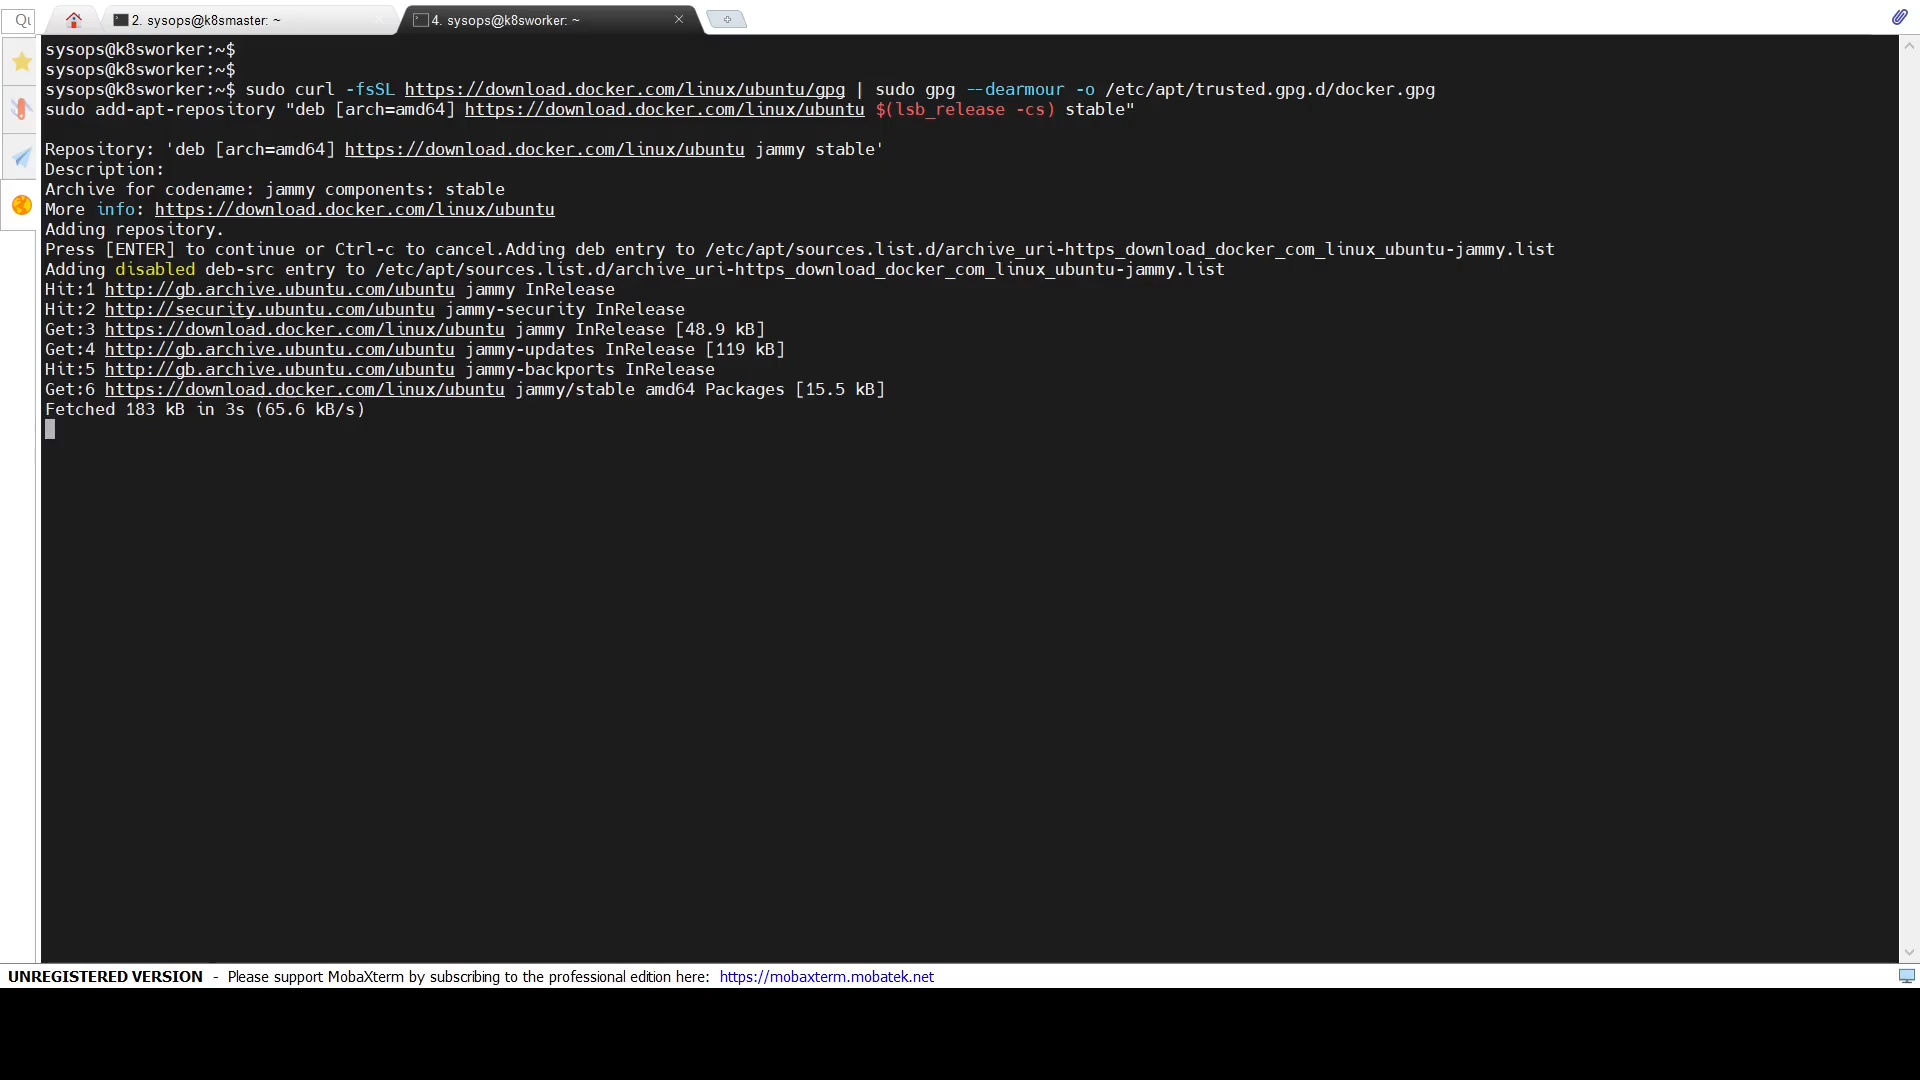 Qu
2. sysops@k8smaster: ~
4. sysops@k8sworker: ~
sysops@k8sworker:~$
sysops@k8sworker:~$
sysops@k8sworker:~$ sudo curl -fsSL https://download.docker.com/linux/ubuntu/gpg | sudo gpg --dearmour -o /etc/apt/trusted.gpg.d/docker.gpg
sudo add-apt-repository "deb [arch=amd64] https://download.docker.com/linux/ubuntu $(lsb_release -cs) stable"
Repository: 'deb [arch=amd64] https://download.docker.com/linux/ubuntu jammy stable'
Description:
Archive for codename: jammy components: stable
More info: https://download.docker.com/linux/ubuntu
Adding repository.
Press [ENTER] to continue or Ctrl-c to cancel.Adding deb entry to /etc/apt/sources.list.d/archive_uri-https_download_docker_com_linux_ubuntu-jammy.list
Adding disabled deb-src entry to /etc/apt/sources.list.d/archive_uri-https_download_docker_com_linux_ubuntu-jammy.list
Hit:1 http://gb.archive.ubuntu.com/ubuntu jammy InRelease
Hit:2 http://security.ubuntu.com/ubuntu jammy-security InRelease
Get:3 https://download.docker.com/linux/ubuntu jammy InRelease [48.9 kB]
Get:4 http://gb.archive.ubuntu.com/ubuntu jammy-updates InRelease [119 kB]
Hit:5 http://gb.archive.ubuntu.com/ubuntu jammy-backports InRelease
Get:6 https://download.docker.com/linux/ubuntu jammy/stable amd64 Packages [15.5 kB]
Fetched 183 kB in 3s (65.6 kB/s)
UNREGISTERED VERSION - Please support MobaXterm by subscribing to the professional edition here: https://mobaxterm.mobatek.net